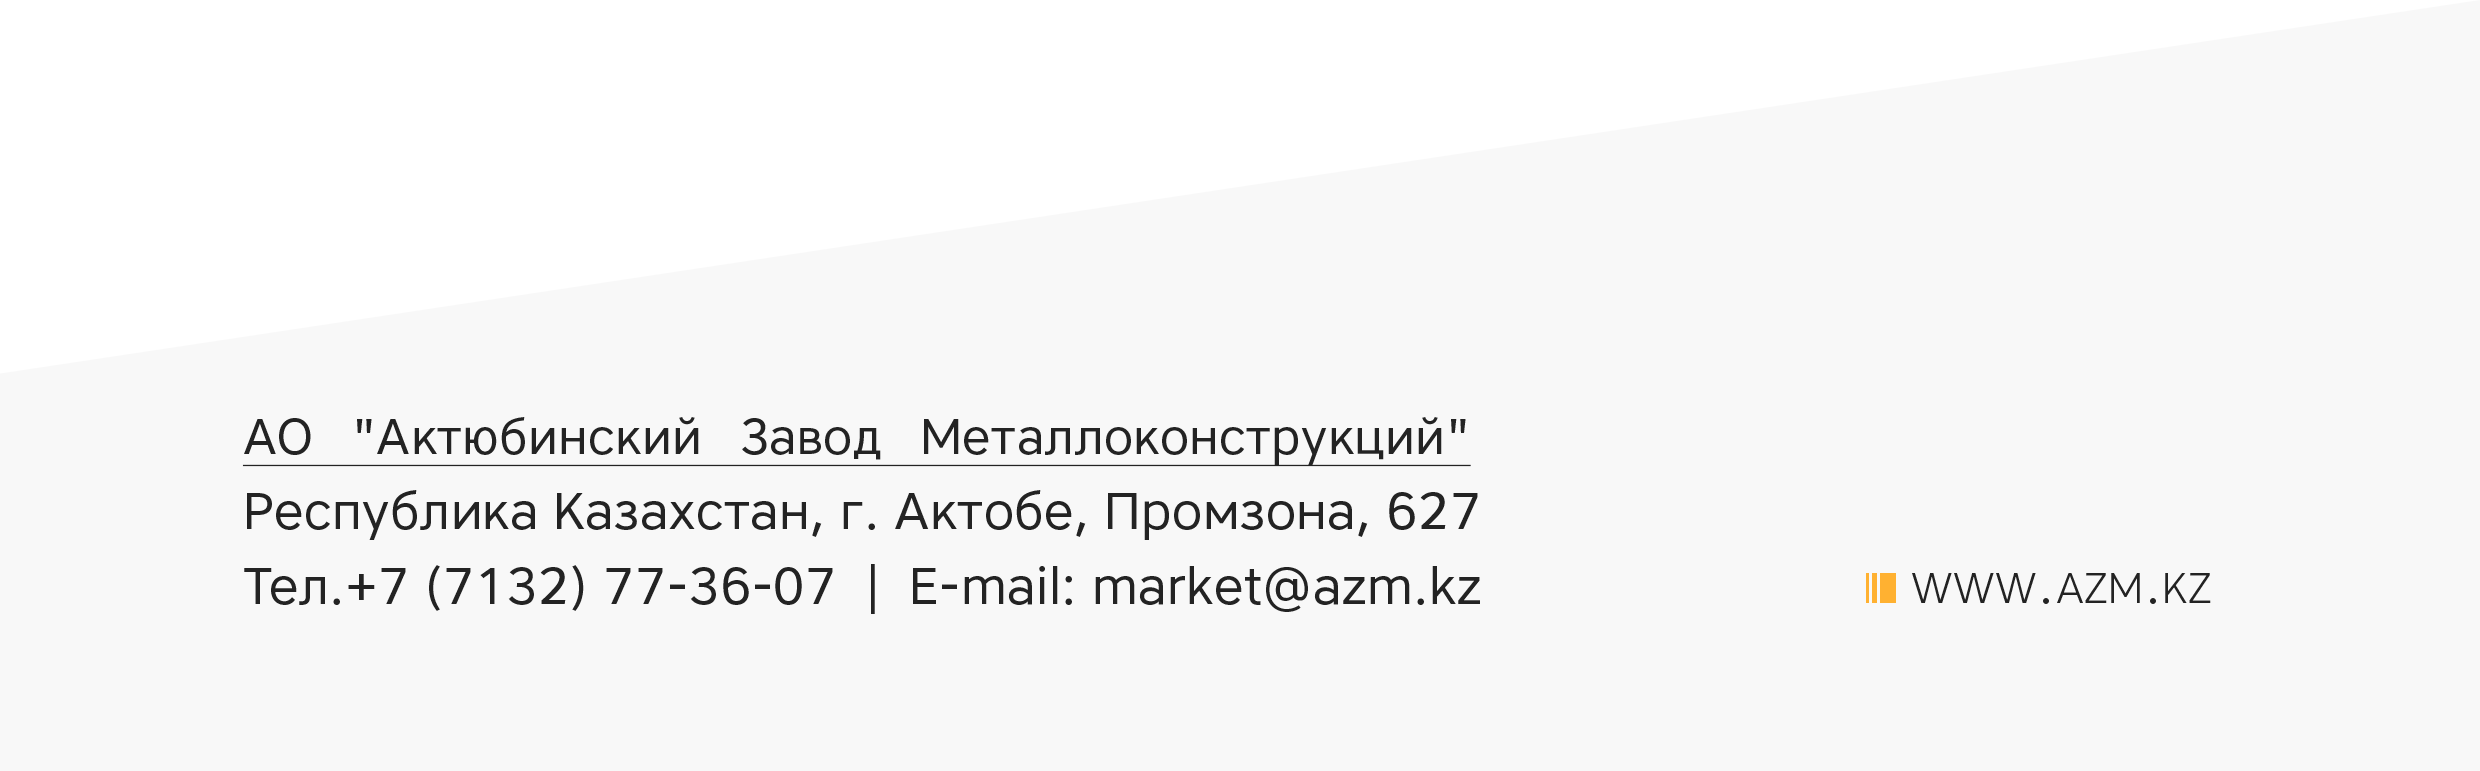 АО "Актюбинский Завод Металлоконструкций"
Республика Казахстан, г. Актобе, Промзона, 627
Тел.+7 (7132) 77-36-07 | E-mail: market@azm.kz
WWW.AZM.KZ